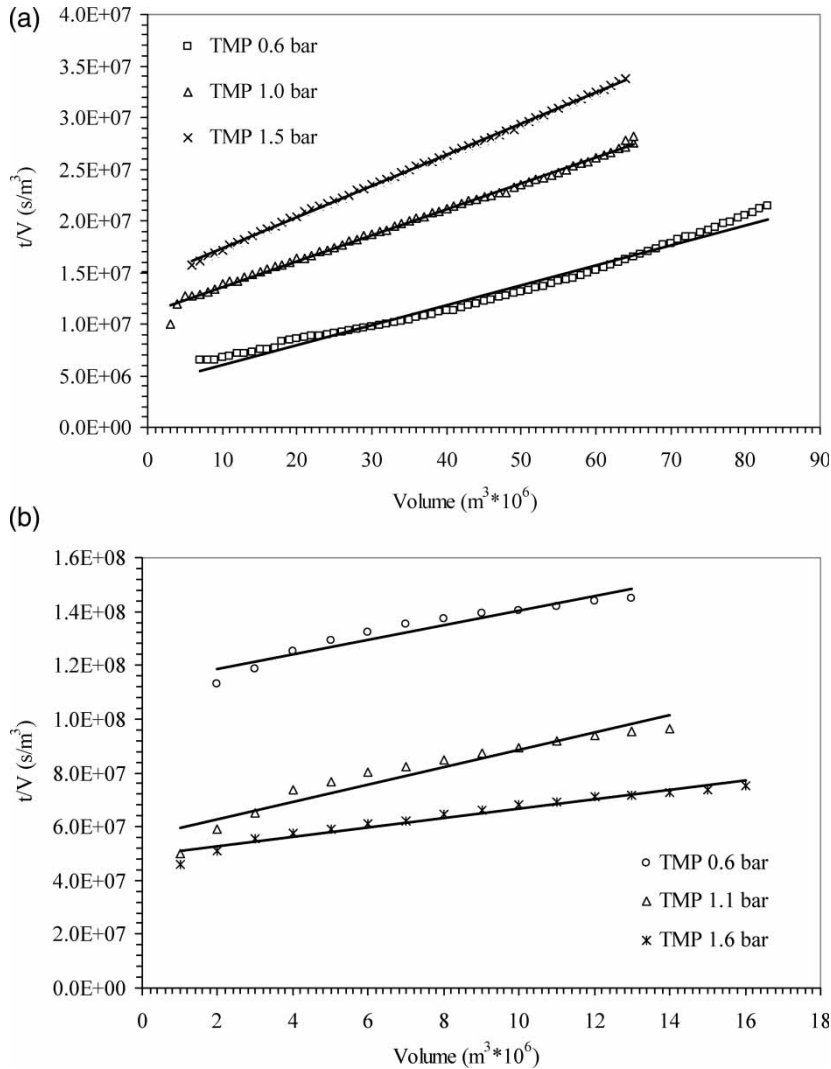 (a)
4.0E+07
3.5E+07
3.0E+07
2.5E+07
2.0E+07
1.5E+07
1.0E+07
5.0E+06
0.0E+00
t/V (s/m³)
TMP 0.6 bar
TMP 1.0 bar
TMP 1.5 bar
0 10 20 30 40 50 60 70 80 90
Volume (m³*10⁶)
(b)
1.6E+08
1.4E+08
1.2E+08
1.0E+08
8.0E+07
6.0E+07
4.0E+07
2.0E+07
0.0E+00
t/V (s/m³)
TMP 0.6 bar
TMP 1.1 bar
TMP 1.6 bar
0 2 4 6 8 10 12 14 16 18
Volume (m³*10⁶)